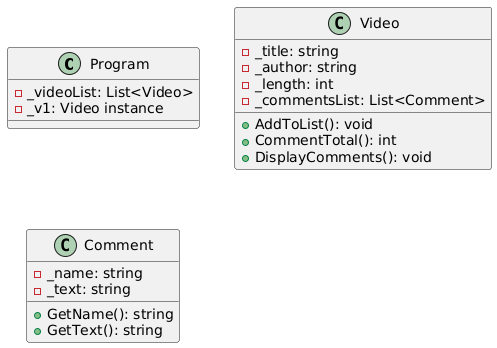 C Program
_videoList: List<Video>
_v1: Video instance
C Video
_title: string
_author: string
_length: int
_commentsList: List<Comment>
AddToList(): void
CommentTotal(): int
DisplayComments(): void
C Comment
_name: string
_text: string
GetName(): string
GetText(): string